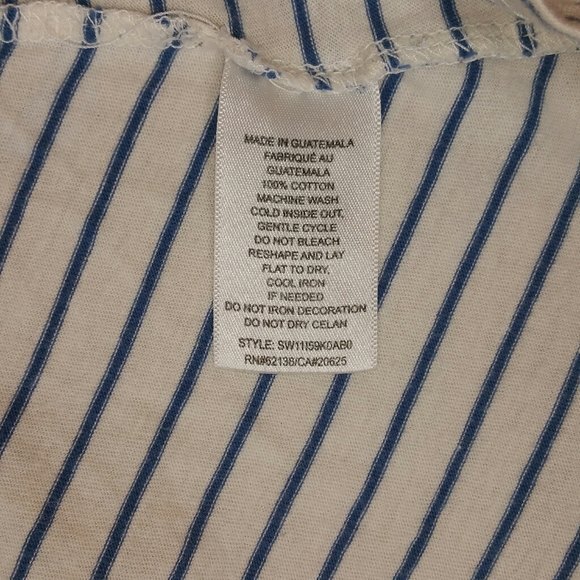 MADE IN GUATEMALA
FABRIQUÉ AU
GUATEMALA
100% COTTON
MACHINE WASH
COLD INSIDE OUT,
GENTLE CYCLE
DO NOT BLEACH
RESHAPE AND LAY
FLAT TO DRY,
COOL IRON
IF NEEDED
DO NOT IRON DECORATION
DO NOT DRY CELAN
STYLE: SW11I59K0AB0
RN#62136/CA#20625